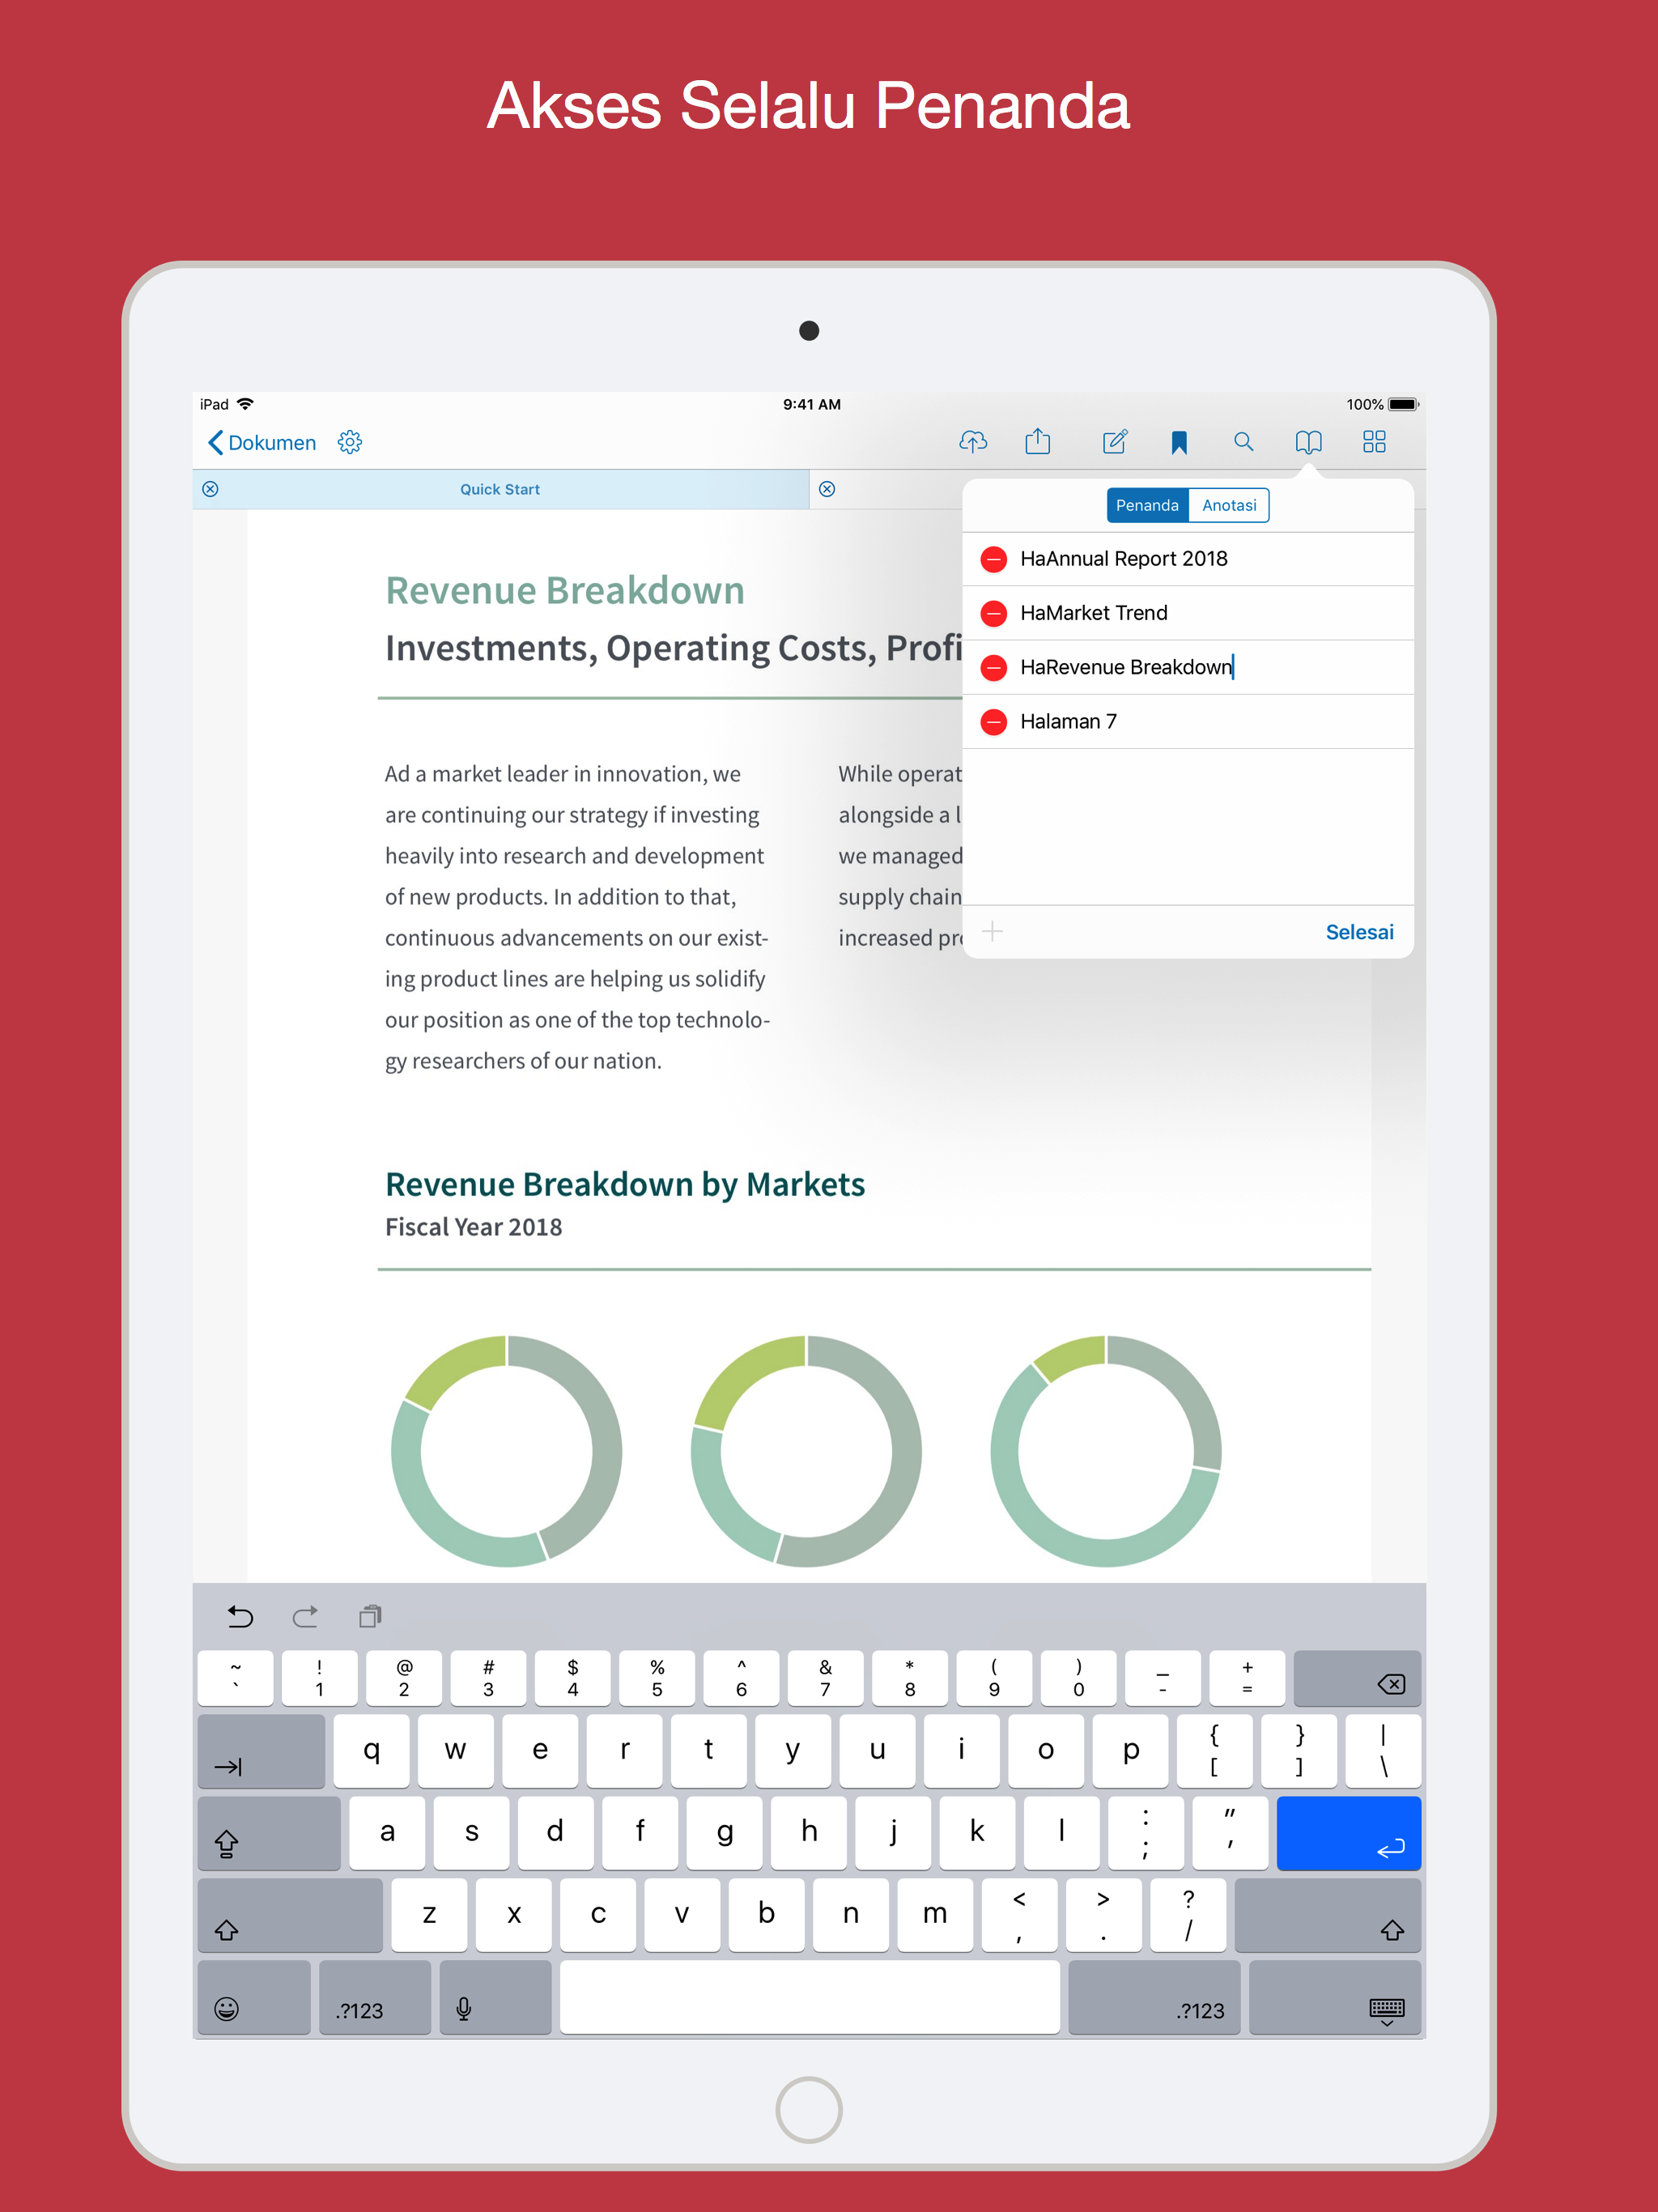 Akses Selalu Penanda
iPad
9:41 AM
100%
Dokumen
Quick Start
Penanda
Anotasi
HaAnnual Report 2018
HaMarket Trend
HaRevenue Breakdown
Halaman 7
Selesai
Revenue Breakdown
Investments, Operating Costs, Profi
Ad a market leader in innovation, we
are continuing our strategy if investing
heavily into research and development
of new products. In addition to that,
continuous advancements on our exist-
ing product lines are helping us solidify
our position as one of the top technolo-
gy researchers of our nation.
While operat
alongside a l
we managed
supply chain
increased pr
Revenue Breakdown by Markets
Fiscal Year 2018
~ ! @ # $ % ^ & * ( ) _ +
` 1 2 3 4 5 6 7 8 9 0 - =
q w e r t y u i o p { } |
[ ] \
a s d f g h j k l : "
; '
z x c v b n m < > ?
, . /
.?123
.?123